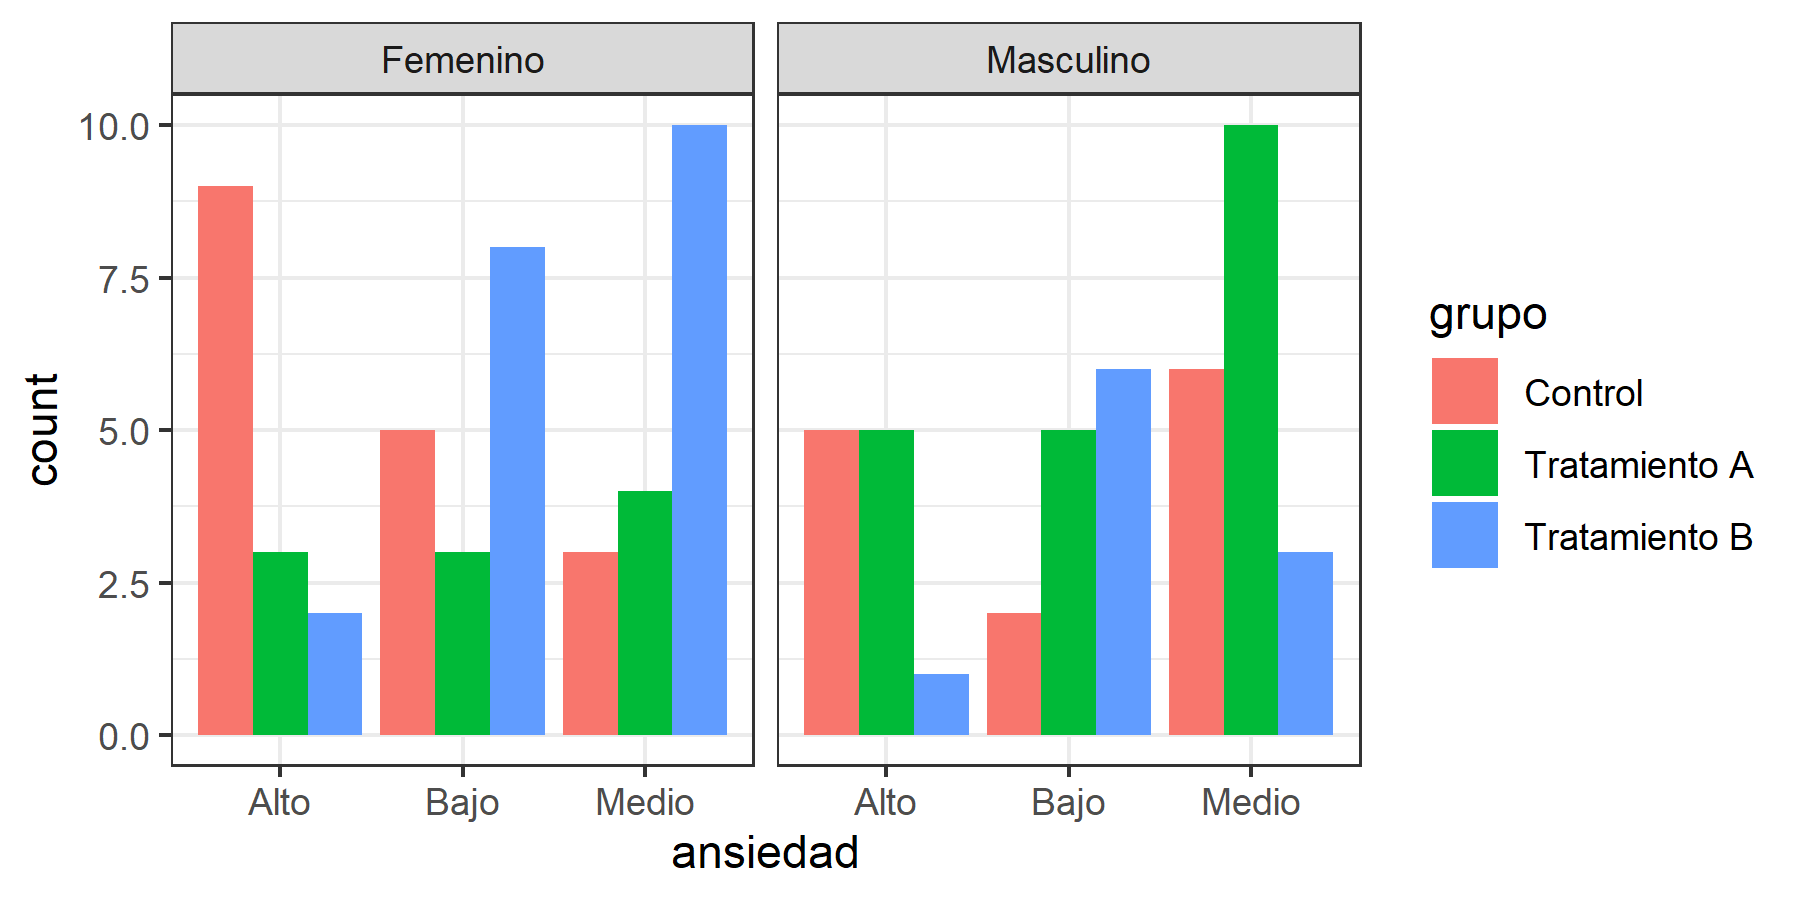 Femenino
Masculino
count
10.0
7.5
5.0
2.5
0.0
Alto
Bajo
Medio
Alto
Bajo
Medio
ansiedad
grupo
Control
Tratamiento A
Tratamiento B